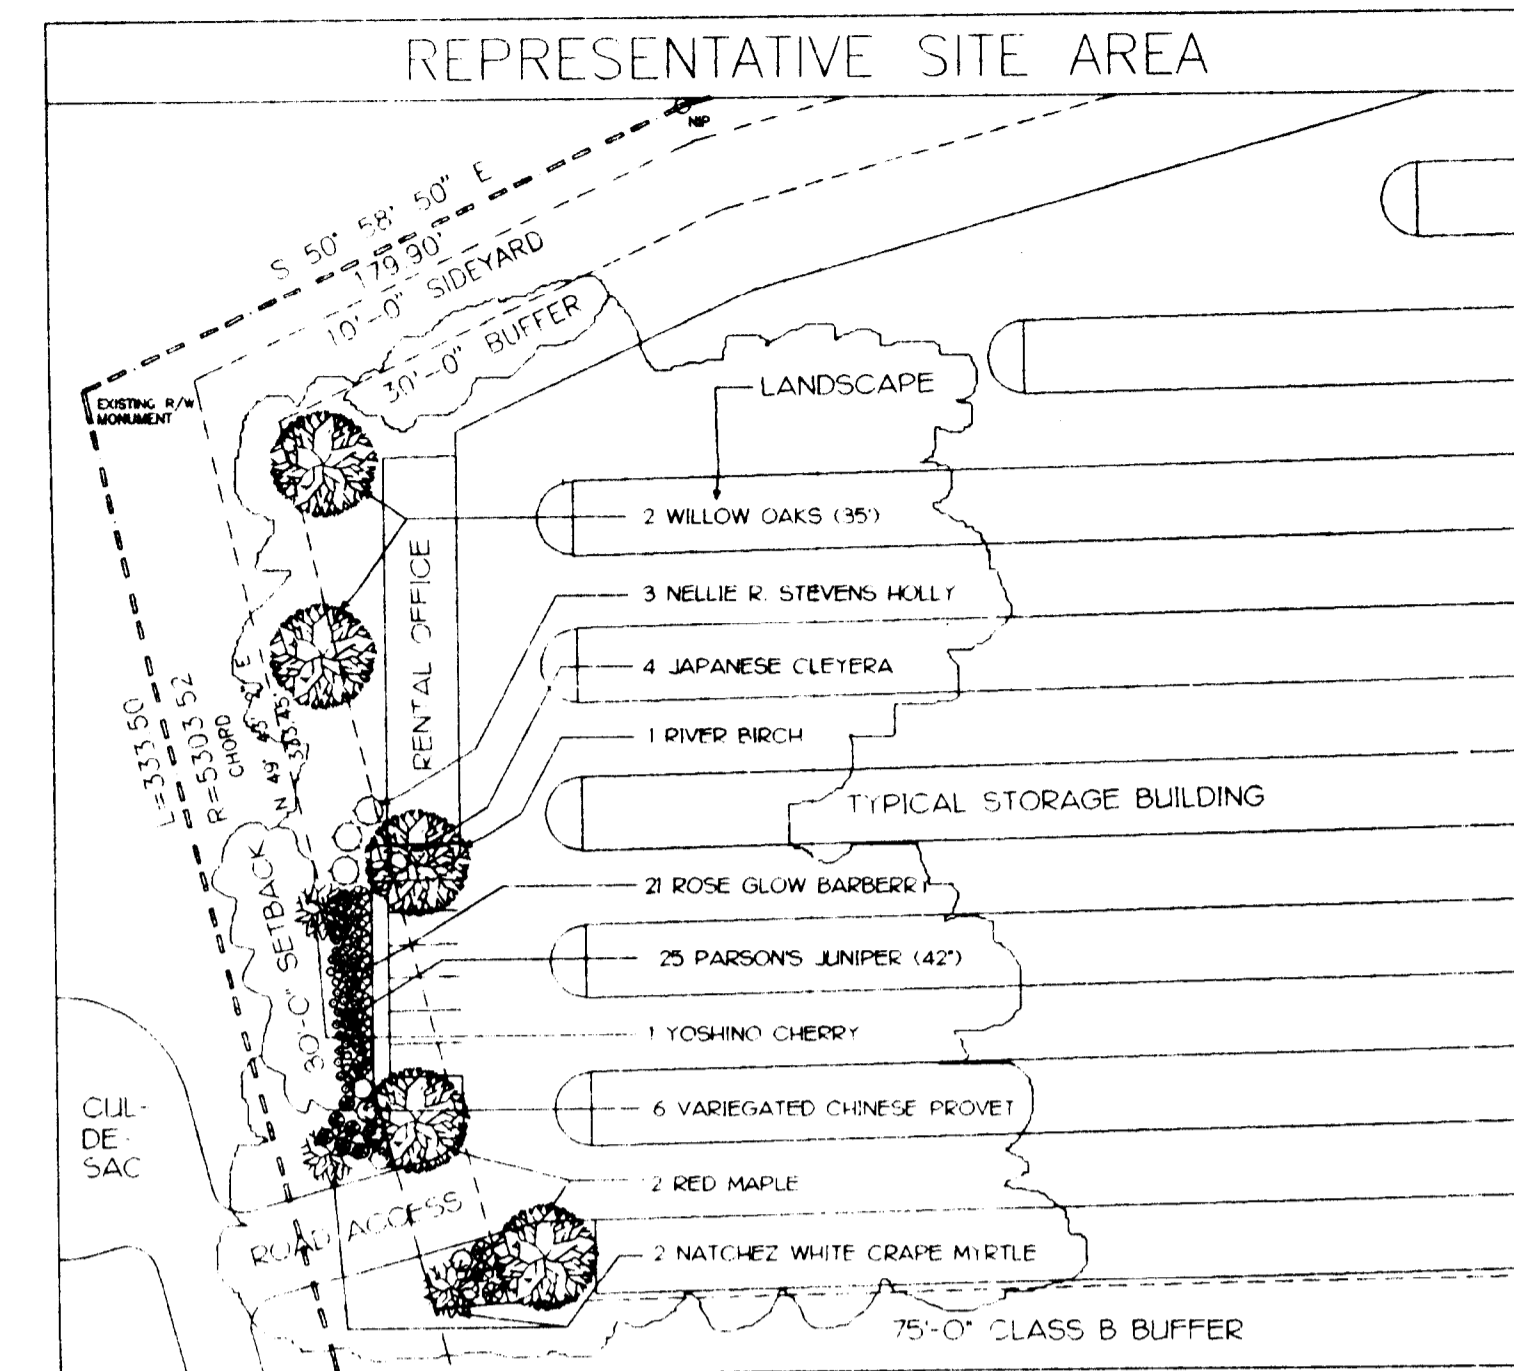 REPRESENTATIVE SITE AREA
NIP
S 50° 58' 50" E
179.90'
10'-0" SIDEYARD
30'-0" BUFFER
EXISTING R/W
MONUMENT
LANDSCAPE
2 WILLOW OAKS (35')
3 NELLIE R. STEVENS HOLLY
RENTAL OFFICE
4 JAPANESE CLEYERA
1 RIVER BIRCH
L=333.50
R=5303.52
CHORD
N 49° 43' E
333.45'
TYPICAL STORAGE BUILDING
21 ROSE GLOW BARBERRY
30'-0" SETBACK
25 PARSON'S JUNIPER (42")
1 YOSHINO CHERRY
CUL-
DE-
SAC
6 VARIEGATED CHINESE PROVET
2 RED MAPLE
ROAD ACCESS
2 NATCHEZ WHITE CRAPE MYRTLE
75'-0" CLASS B BUFFER